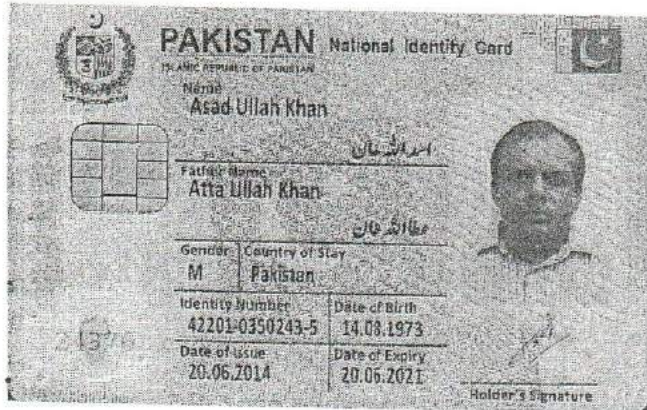 PAKISTAN National Identity Card
ISLAMIC REPUBLIC OF PAKISTAN
Name
Asad Ullah Khan
اسد اللہ خان
Father Name
Atta Ullah Khan
عطا اللہ خان
Gender Country of Stay
M Pakistan
Identity Number Date of Birth
42201-0350243-5 14.08.1973
Date of Issue Date of Expiry
20.06.2014 20.06.2021
Holder's Signature